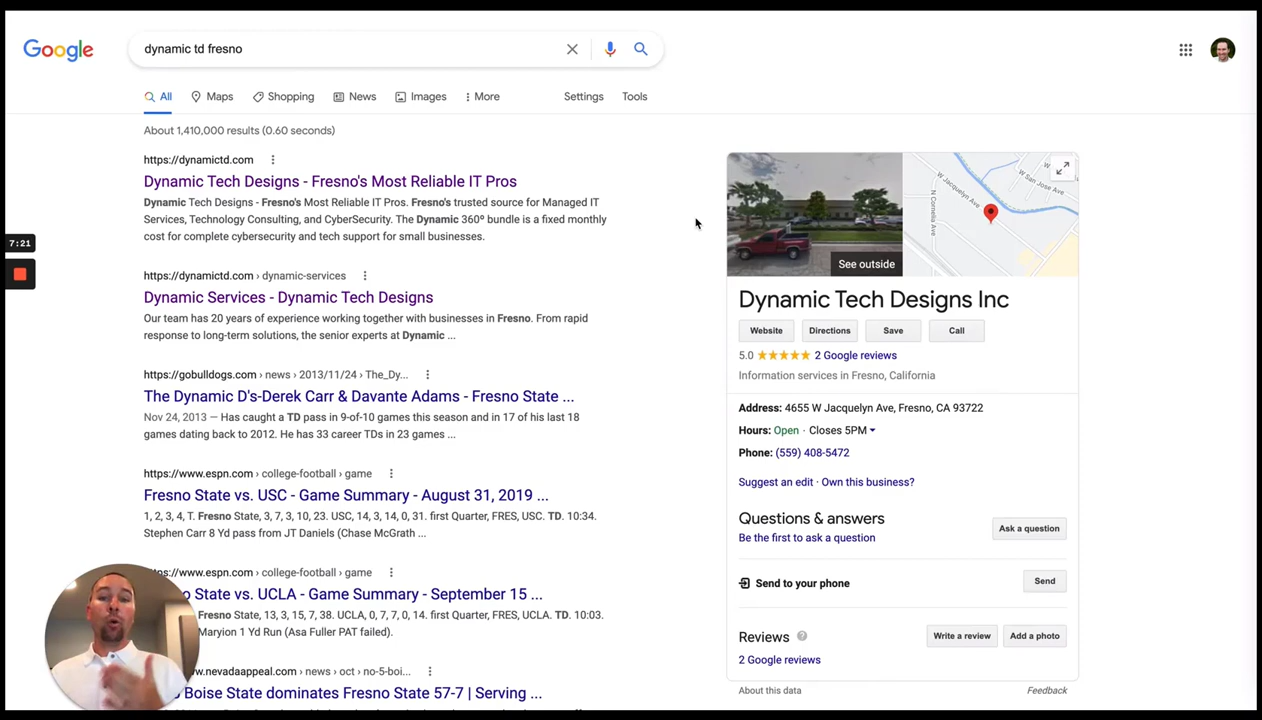 Google
dynamic td fresno
All
Maps
Shopping
News
Images
More
Settings
Tools
About 1,410,000 results (0.60 seconds)
https://dynamictd.com
Dynamic Tech Designs - Fresno's Most Reliable IT Pros
Dynamic Tech Designs - Fresno's Most Reliable IT Pros. Fresno's trusted source for Managed IT
Services, Technology Consulting, and CyberSecurity. The Dynamic 360º bundle is a fixed monthly
cost for complete cybersecurity and tech support for small businesses.
7:21
https://dynamictd.com › dynamic-services
Dynamic Services - Dynamic Tech Designs
Our team has 20 years of experience working together with businesses in Fresno. From rapid
response to long-term solutions, the senior experts at Dynamic ...
https://gobulldogs.com › news › 2013/11/24 › The_Dy...
The Dynamic D's-Derek Carr & Davante Adams - Fresno State ...
Nov 24, 2013 — Has caught a TD pass in 9-of-10 games this season and in 17 of his last 18
games dating back to 2012. He has 33 career TDs in 23 games ...
https://www.espn.com › college-football › game
Fresno State vs. USC - Game Summary - August 31, 2019 ...
1, 2, 3, 4, T. Fresno State, 3, 7, 3, 10, 23. USC, 14, 3, 14, 0, 31. first Quarter, FRES, USC. TD. 10:34.
Stephen Carr 8 Yd pass from JT Daniels (Chase McGrath ...
www.espn.com › college-football › game
State vs. UCLA - Game Summary - September 15 ...
Fresno State, 13, 3, 15, 7, 38. UCLA, 0, 7, 7, 0, 14. first Quarter, FRES, UCLA. TD. 10:03.
Maryion 1 Yd Run (Asa Fuller PAT failed).
www.nevadaappeal.com › news › oct › no-5-boi...
Boise State dominates Fresno State 57-7 | Serving ...
See outside
W Jacquelyn Ave
N Cornelia Ave
W San Jose Ave
Dynamic Tech Designs Inc
Website
Directions
Save
Call
5.0 2 Google reviews
Information services in Fresno, California
Address: 4655 W Jacquelyn Ave, Fresno, CA 93722
Hours: Open · Closes 5PM
Phone: (559) 408-5472
Suggest an edit · Own this business?
Questions & answers
Be the first to ask a question
Ask a question
Send to your phone
Send
Reviews
Write a review
Add a photo
2 Google reviews
About this data
Feedback